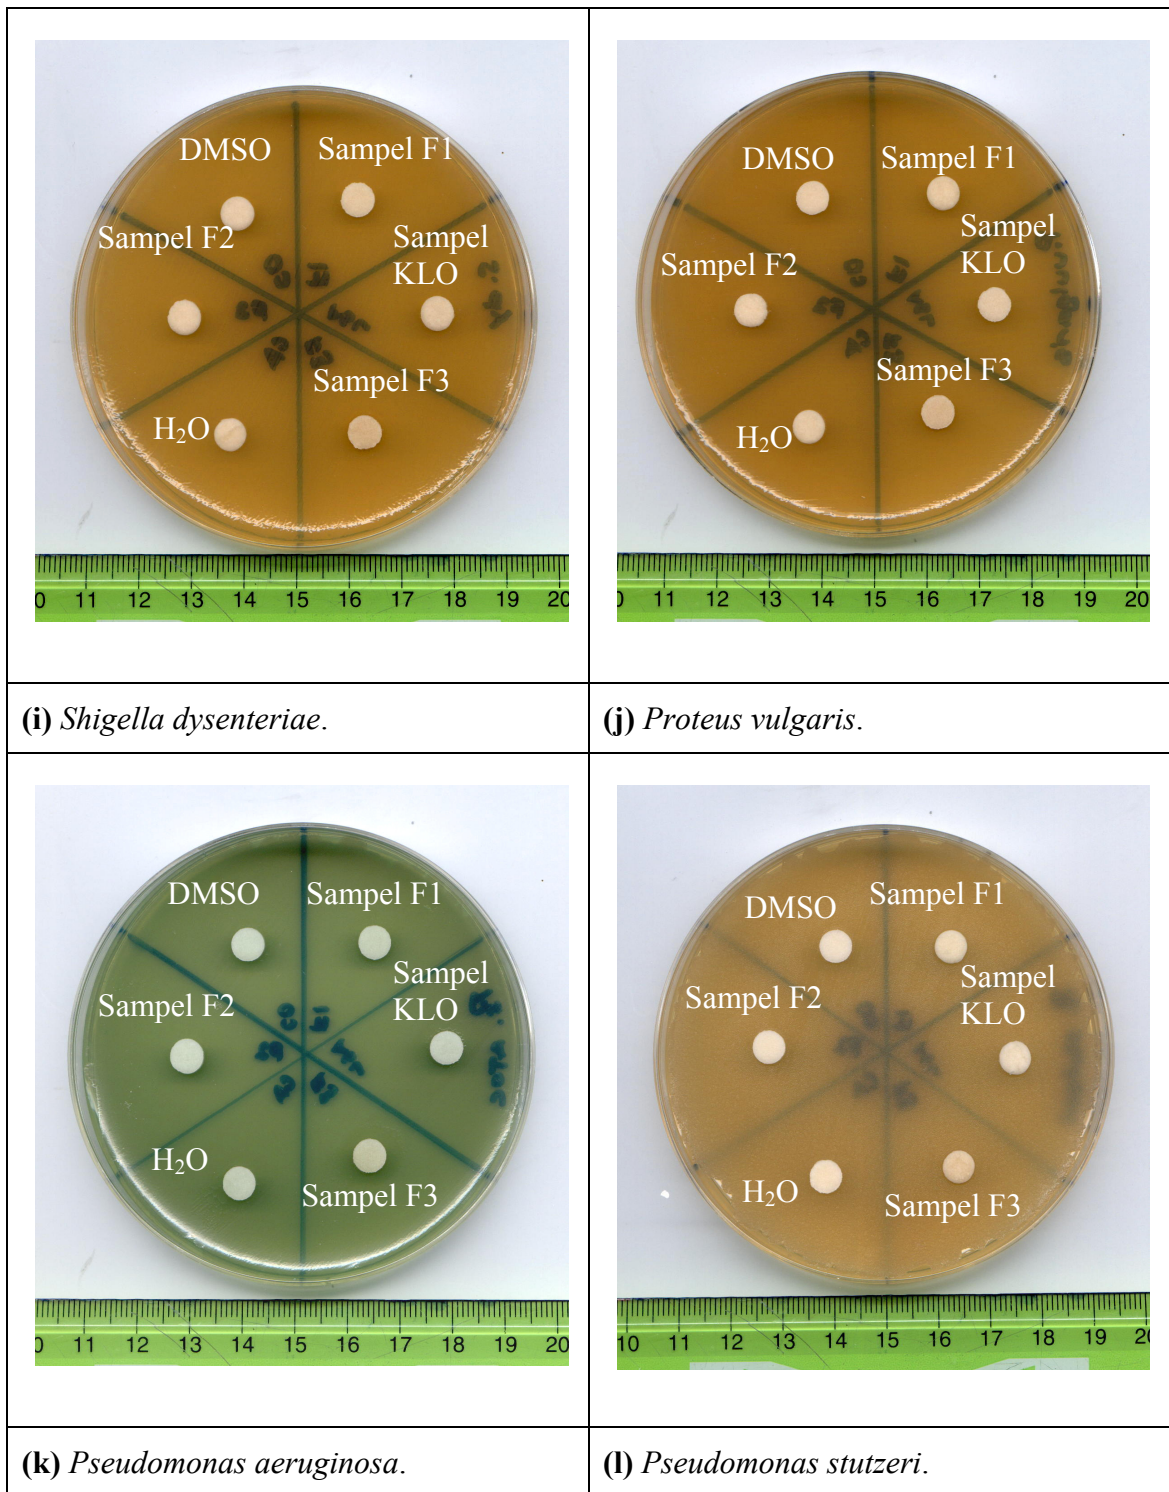 DMSO
Sampel F1
Sampel F2
Sampel
KLO
Sampel F3
H₂O
0 11 12 13 14 15 16 17 18 19 20
(i) Shigella dysenteriae.
DMSO
Sampel F1
Sampel F2
Sampel
KLO
Sampel F3
H₂O
11 12 13 14 15 16 17 18 19 20
(j) Proteus vulgaris.
DMSO
Sampel F1
Sampel F2
Sampel
KLO
H₂O
Sampel F3
0 11 12 13 14 15 16 17 18 19 20
(k) Pseudomonas aeruginosa.
DMSO
Sampel F1
Sampel F2
Sampel
KLO
H₂O
Sampel F3
10 11 12 13 14 15 16 17 18 19 20
(l) Pseudomonas stutzeri.